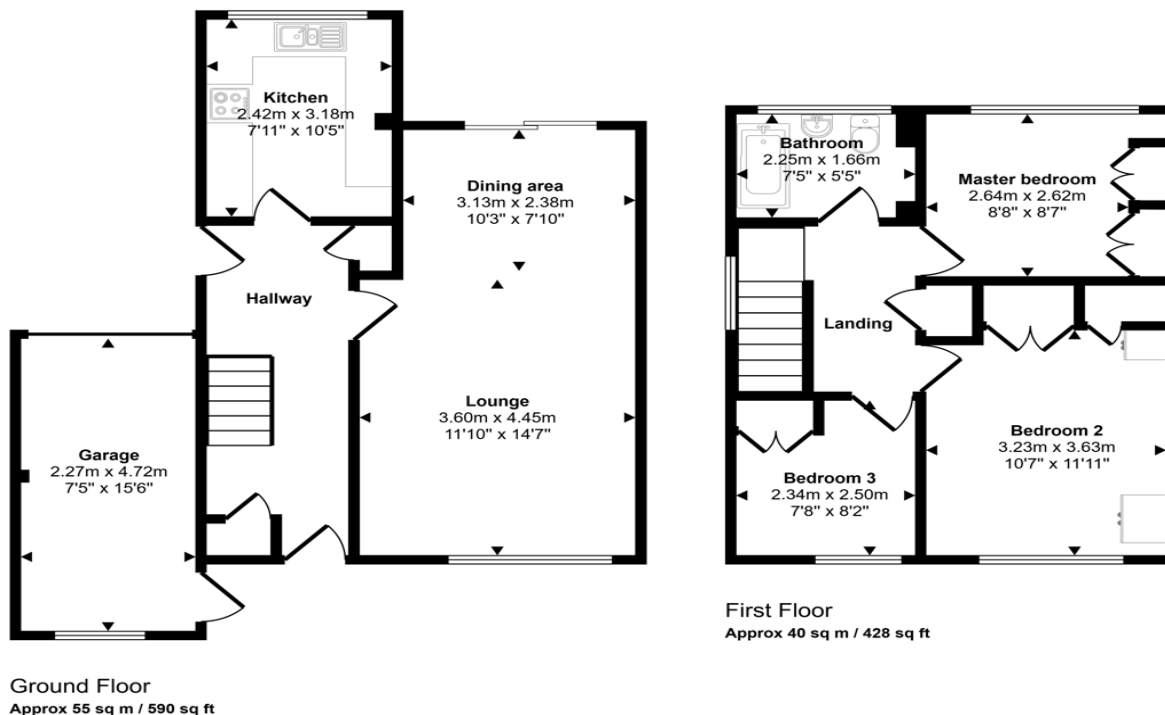 Kitchen
2.42m x 3.18m
7'11" x 10'5"
Dining area
3.13m x 2.38m
10'3" x 7'10"
Hallway
Lounge
3.60m x 4.45m
11'10" x 14'7"
Garage
2.27m x 4.72m
7'5" x 15'6"
Ground Floor
Approx 55 sq m / 590 sq ft
Bathroom
2.25m x 1.66m
7'5" x 5'5"
Master bedroom
2.64m x 2.62m
8'8" x 8'7"
Landing
Bedroom 2
3.23m x 3.63m
10'7" x 11'11"
Bedroom 3
2.34m x 2.50m
7'8" x 8'2"
First Floor
Approx 40 sq m / 428 sq ft